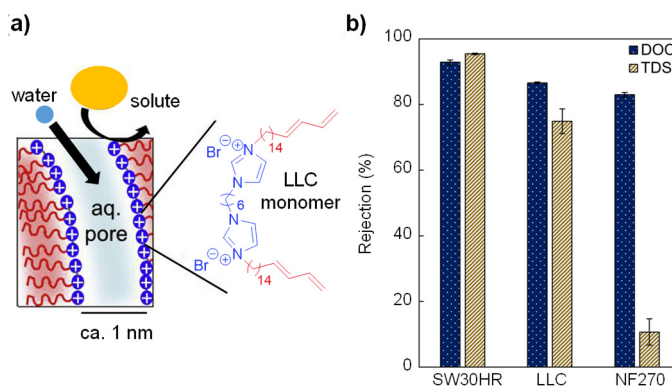 a)
water
solute
aq.
pore
ca. 1 nm
Br⊖
⊕
N
N
14
6
LLC
monomer
N
Br⊖
⊕
N
14
b)
DOC
TDS
Rejection (%)
100
80
60
40
20
0
SW30HR LLC NF270